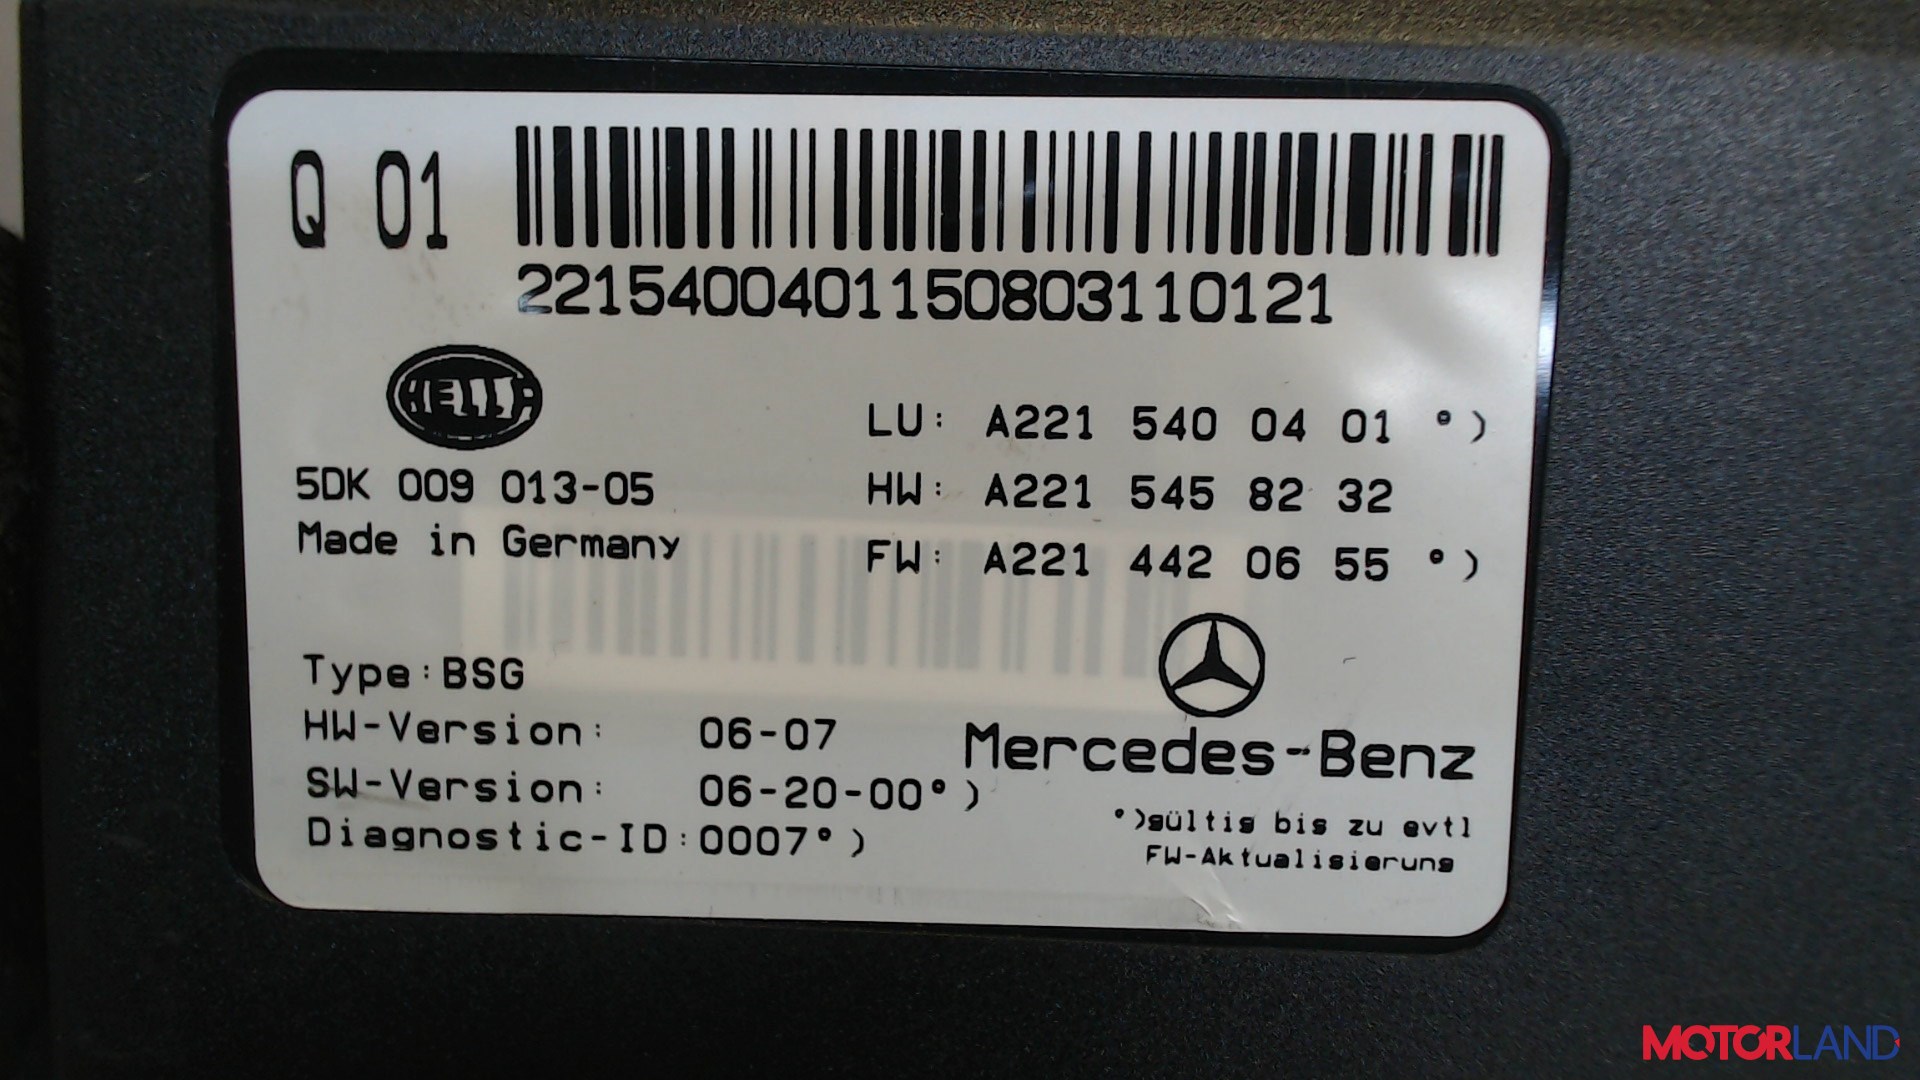 Q 01
221540040115080311012​1
HELLA
LU: A221 540 04 01 °)
5DK 009 013-05
HW: A221 545 82 32
Made in Germany
FW: A221 442 06 55 °)
Type:BSG
HW-Version: 06-07
Mercedes-Benz
SW-Version: 06-20-00°)
Diagnostic-ID:0007°)
°)gültig bis zu evtl
FW-Aktualisierung
MOTORLAND